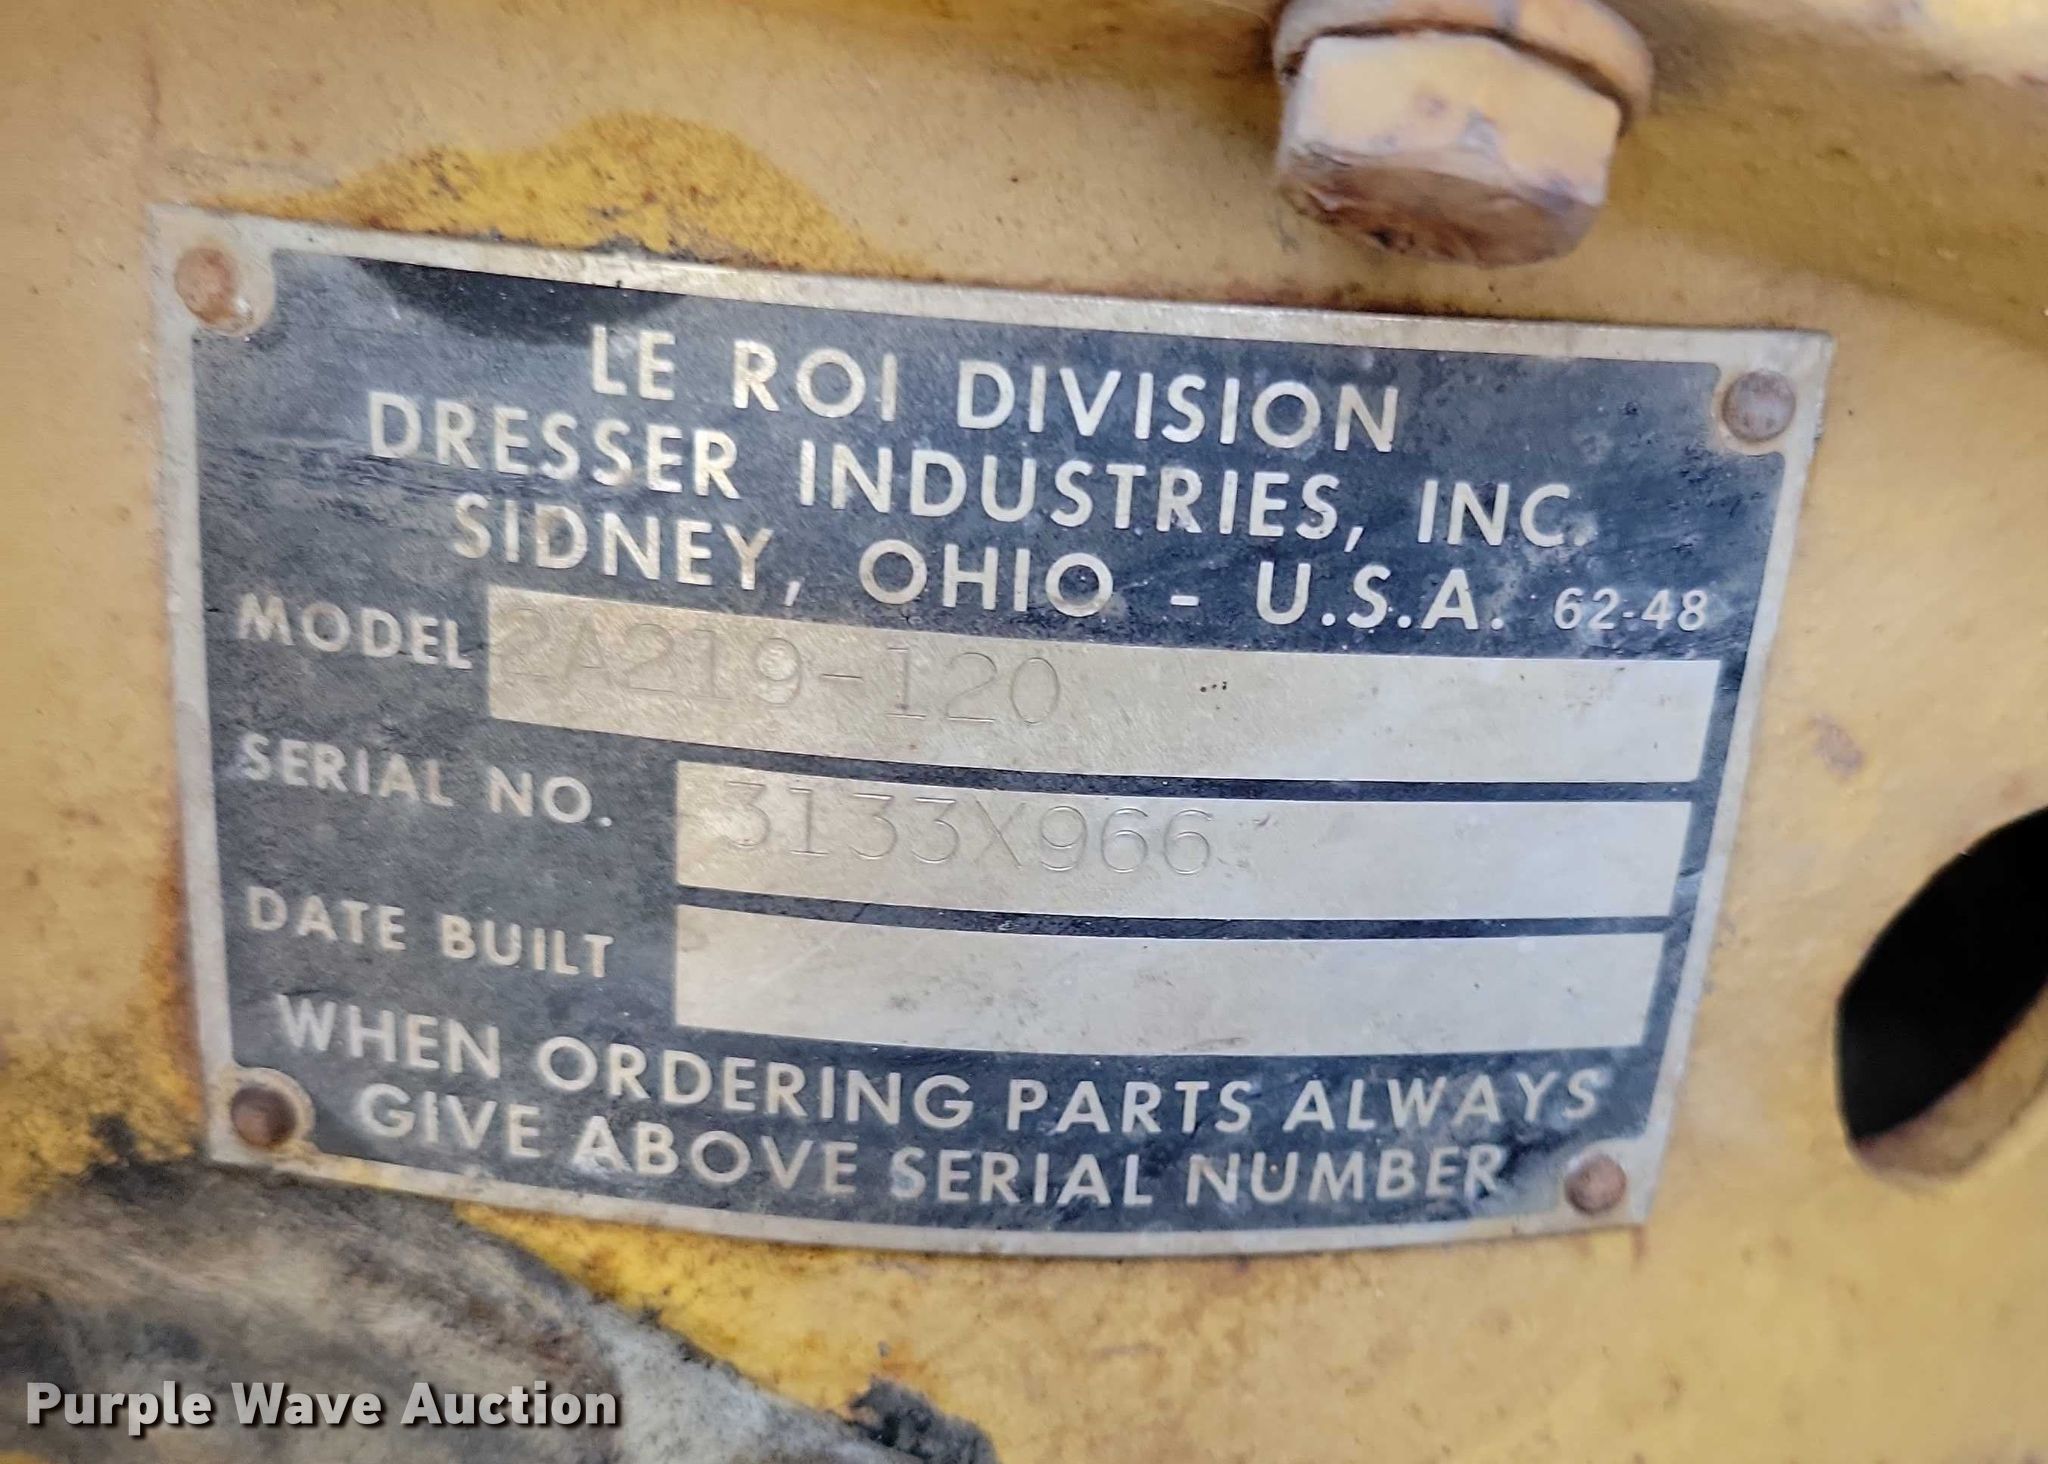 LE ROI DIVISION
DRESSER INDUSTRIES, INC.
SIDNEY, OHIO - U.S.A. 62-48
MODEL 2A219-120
SERIAL NO. 3133X966
DATE BUILT
WHEN ORDERING PARTS ALWAYS
GIVE ABOVE SERIAL NUMBER
Purple Wave Auction